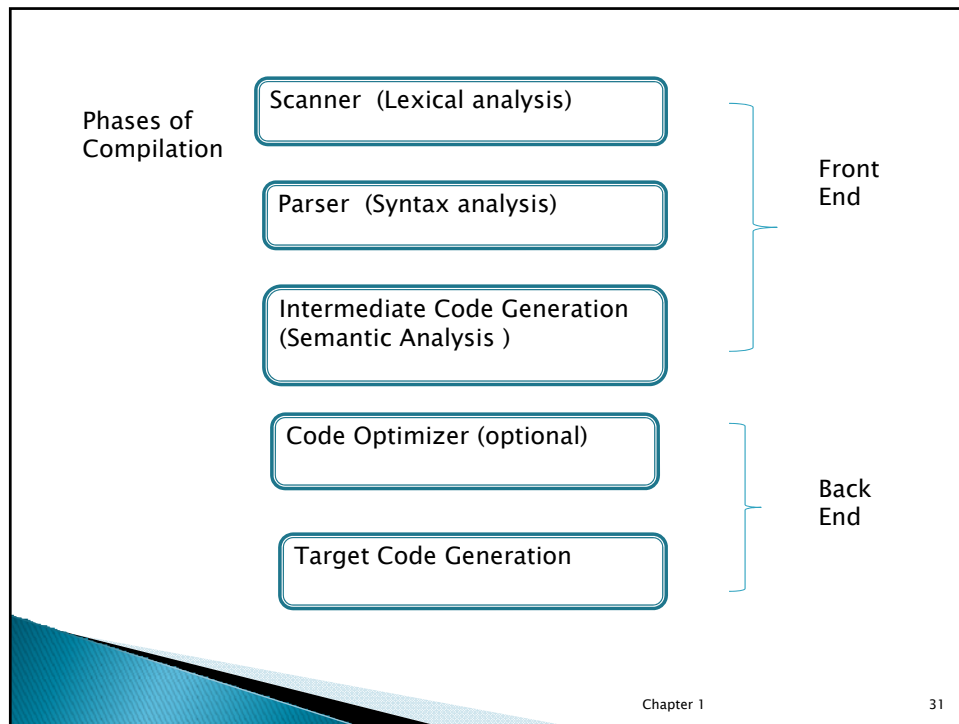 Phases of
Compilation
Scanner (Lexical analysis)
Parser (Syntax analysis)
Intermediate Code Generation
(Semantic Analysis )
Front
End
Code Optimizer (optional)
Target Code Generation
Back
End
Chapter 1
31